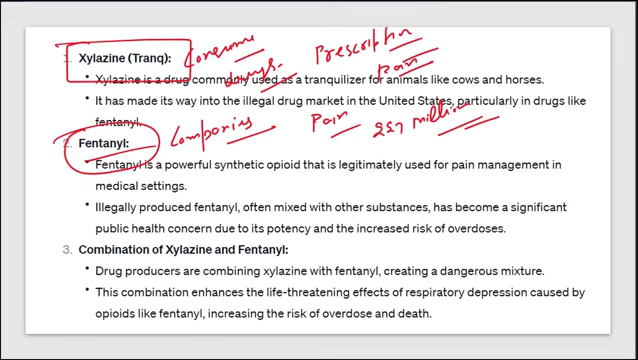 1. Xylazine (Tranq): Consume Prescription
drugs. pain
• Xylazine is a drug commonly used as a tranquilizer for animals like cows and horses.
• It has made its way into the illegal drug market in the United States, particularly in drugs like
fentanyl.
2. Fentanyl: Companies Pain 227 million
• Fentanyl is a powerful synthetic opioid that is legitimately used for pain management in
medical settings.
• Illegally produced fentanyl, often mixed with other substances, has become a significant
public health concern due to its potency and the increased risk of overdoses.
3. Combination of Xylazine and Fentanyl:
• Drug producers are combining xylazine with fentanyl, creating a dangerous mixture.
• This combination enhances the life-threatening effects of respiratory depression caused by
opioids like fentanyl, increasing the risk of overdose and death.